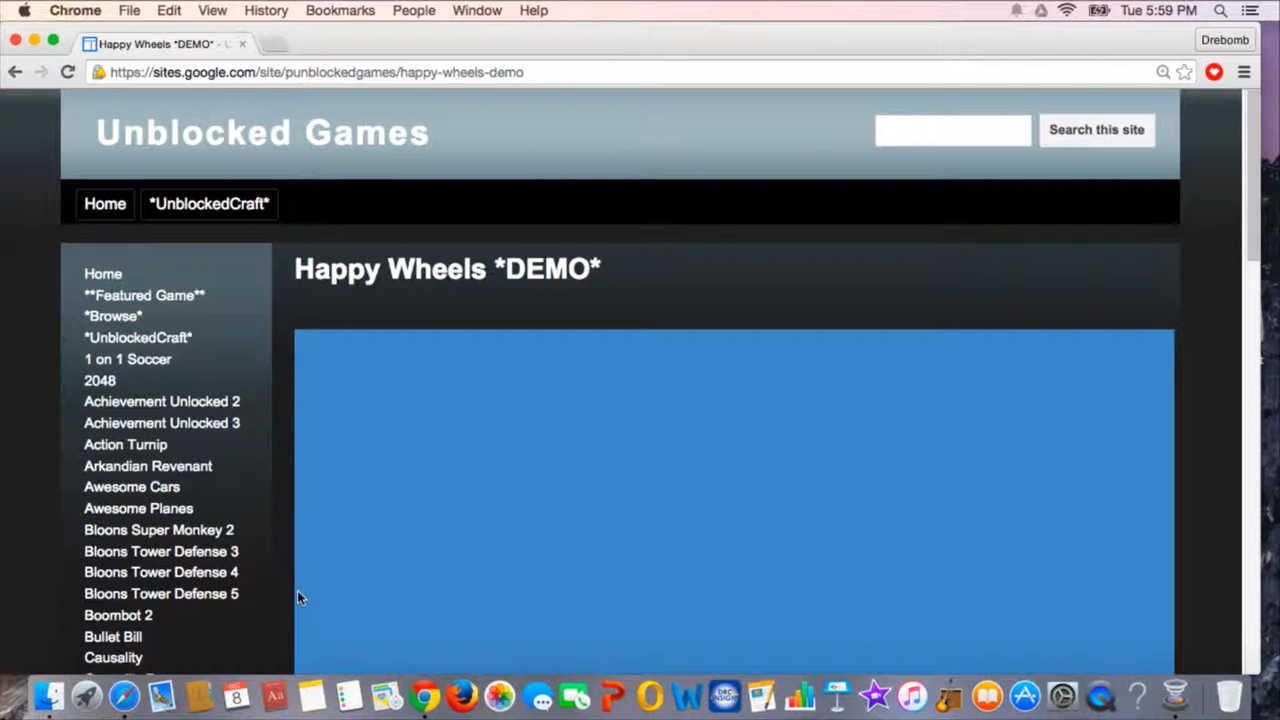 Chrome File Edit View History Bookmarks People Window Help Tue 5:59 PM
Happy Wheels *DEMO* - Drebomb
https://sites.google.com/site/punblockedgames/happy-wheels-demo
Unblocked Games Search this site
Home *UnblockedCraft*
Happy Wheels *DEMO*
Home
**Featured Game**
*Browse*
*UnblockedCraft*
1 on 1 Soccer
2048
Achievement Unlocked 2
Achievement Unlocked 3
Action Turnip
Arkandian Revenant
Awesome Cars
Awesome Planes
Bloons Super Monkey 2
Bloons Tower Defense 3
Bloons Tower Defense 4
Bloons Tower Defense 5
Boombot 2
Bullet Bill
Causality
8
DRC INSIGHT